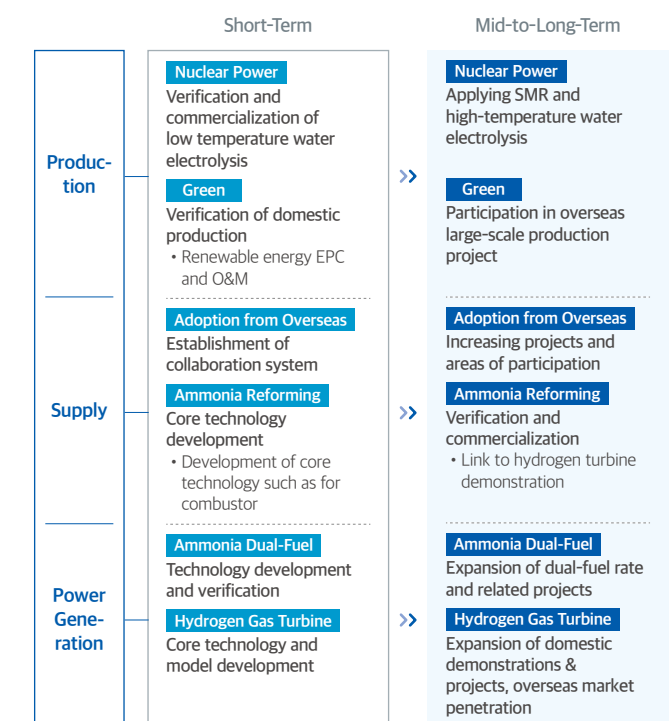 Short-Term
Mid-to-Long-Term
Produc-
tion
Nuclear Power
Verification and
commercialization of
low temperature water
electrolysis
Green
Verification of domestic
production
• Renewable energy EPC
and O&M
Nuclear Power
Applying SMR and
high-temperature water
electrolysis
Green
Participation in overseas
large-scale production
project
Supply
Adoption from Overseas
Establishment of
collaboration system
Ammonia Reforming
Core technology
development
• Development of core
technology such as for
combustor
Adoption from Overseas
Increasing projects and
areas of participation
Ammonia Reforming
Verification and
commercialization
• Link to hydrogen turbine
demonstration
Power
Gene-
ration
Ammonia Dual-Fuel
Technology development
and verification
Hydrogen Gas Turbine
Core technology and
model development
Ammonia Dual-Fuel
Expansion of dual-fuel rate
and related projects
Hydrogen Gas Turbine
Expansion of domestic
demonstrations &
projects, overseas market
penetration